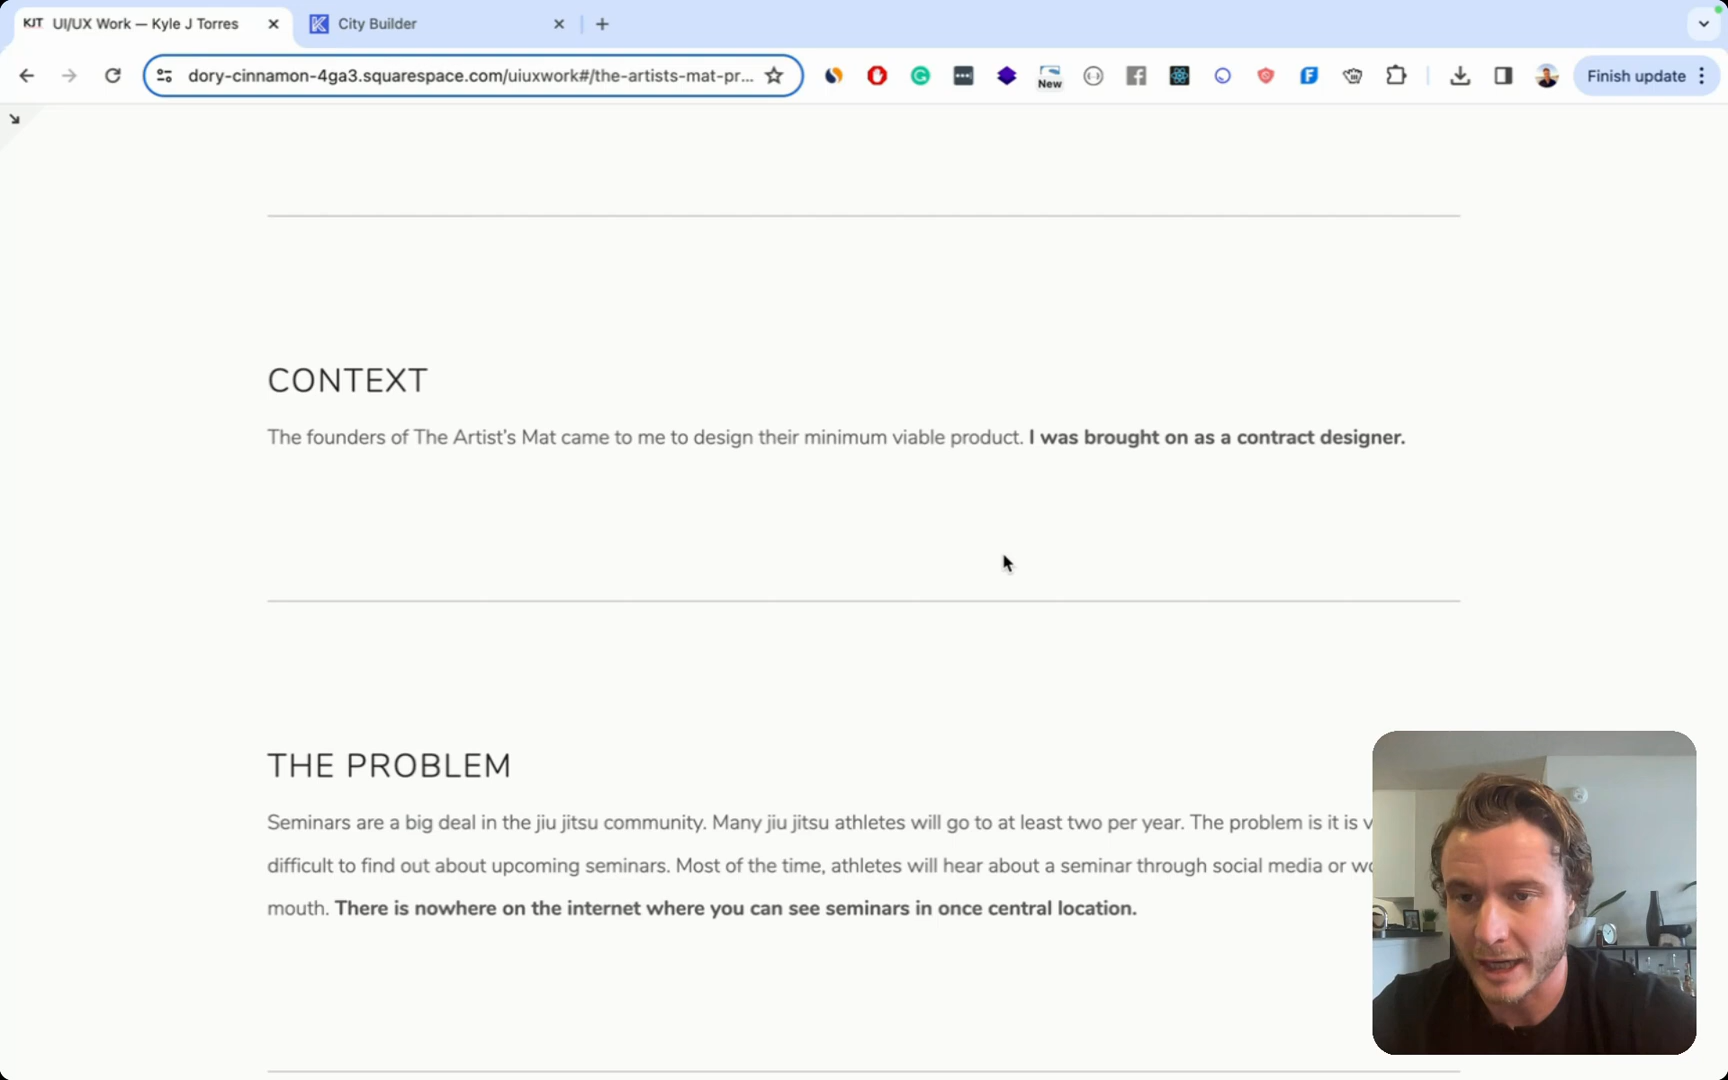 KJT UI/UX Work — Kyle J Torres
City Builder
dory-cinnamon-4ga3.squarespace.com/uiuxwork#/the-artists-mat-pr...
New
Finish update
CONTEXT
The founders of The Artist's Mat came to me to design their minimum viable product. I was brought on as a contract designer.
THE PROBLEM
Seminars are a big deal in the jiu jitsu community. Many jiu jitsu athletes will go to at least two per year. The problem is it is
difficult to find out about upcoming seminars. Most of the time, athletes will hear about a seminar through social media or
mouth. There is nowhere on the internet where you can see seminars in once central location.